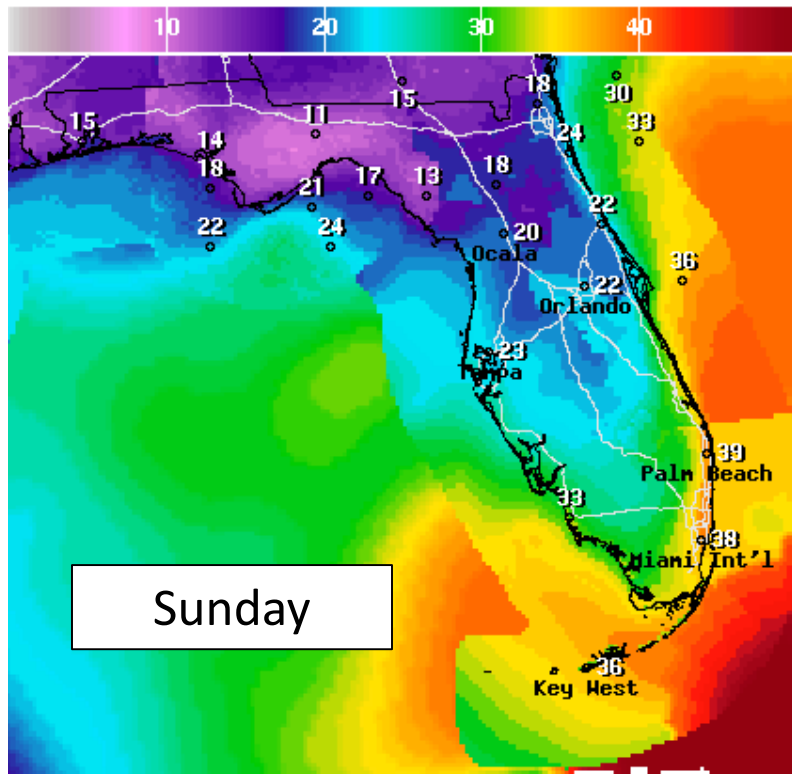 10 20 30 40
18 30
15
15 11 33
14 24
18 17 13 18
21
22 24 20 22
Ocala
36
22
Orlando
23
Tampa
39
Palm Beach
33
38
Miami Int'l
Sunday
36
Key West